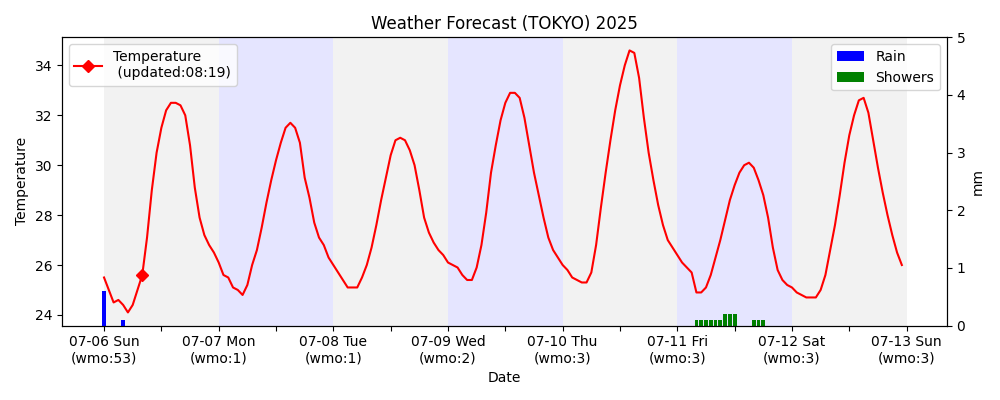 Weather Forecast (TOKYO) 2025
Temperature
(updated:08:19)
Rain
Showers
Temperature
34
32
30
28
26
24
5
4
3
2
1
0
mm
07-06 Sun
(wmo:53)
07-07 Mon
(wmo:1)
07-08 Tue
(wmo:1)
07-09 Wed
(wmo:2)
07-10 Thu
(wmo:3)
07-11 Fri
(wmo:3)
07-12 Sat
(wmo:3)
07-13 Sun
(wmo:3)
Date